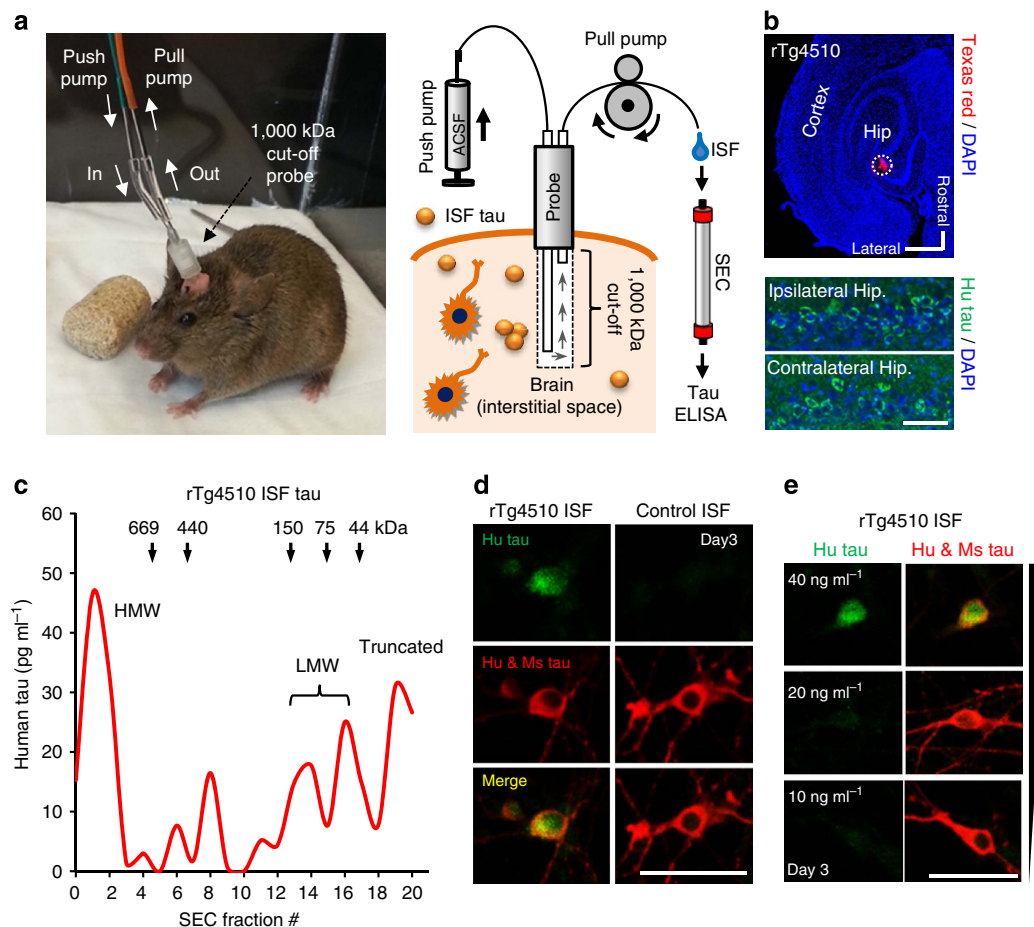 a
Push
pump
Pull
pump
1,000 kDa
cut-off
probe
In
Out
Push pump
ACSF
Pull pump
ISF
ISF tau
Probe
SEC
1,000 kDa
cut-off
Brain
(interstitial space)
Tau
ELISA
b
rTg4510
Cortex
Hip
Rostral
Lateral
Texas red / DAPI
Ipsilateral Hip.
Contralateral Hip.
Hu tau / DAPI
c
rTg4510 ISF tau
669
440
150
75
44 kDa
HMW
LMW
Truncated
Human tau (pg ml⁻¹)
60
50
40
30
20
10
0
0 2 4 6 8 10 12 14 16 18 20
SEC fraction #
d
rTg4510 ISF
Control ISF
Hu tau
Day3
Hu & Ms tau
Merge
e
rTg4510 ISF
Hu tau
Hu & Ms tau
40 ng ml⁻¹
20 ng ml⁻¹
10 ng ml⁻¹
Day 3